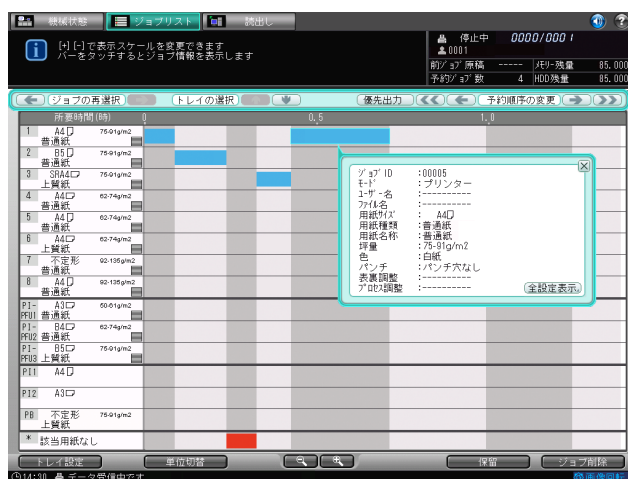 機械状態 ジョブリスト 読出し
[+] [-]で表示スケールを変更できます
バーをタッチするとジョブ情報を表示します
停止中 0000/0001
0001
前ジョブ原稿 ----- メモリー残量 85.000
予約ジョブ数 4 HDD残量 85.000
ジョブの再選択 トレイの選択 優先出力 予約順序の変更
所要時間(時) 0 0,5 1,0
1 A4 75-91g/m2
普通紙
2 B5 75-91g/m2
普通紙
3 SRA4 75-91g/m2
上質紙
4 A4 62-74g/m2
普通紙
5 A4 62-74g/m2
普通紙
6 A4 62-74g/m2
上質紙
7 不定形 92-135g/m2
普通紙
8 A4 92-135g/m2
普通紙
PI- A3 50-61g/m2
PFU1 普通紙
PI- B4 62-74g/m2
PFU2 普通紙
PI- B5 75-91g/m2
PFU3 上質紙
PI1 A4
PI2 A3
PB 不定形 75-91g/m2
上質紙
* 該当用紙なし
ジョブID :00005
モード :プリンター
ユーザー名 :----------
ファイル名 :----------
用紙サイズ : A4
用紙種類 :普通紙
用紙名称 :普通紙
坪量 :75-91g/m2
色 :白紙
パンチ :パンチ穴なし
表裏調整 :----------
プロセス調整 :----------
全設定表示
トレイ設定 単位切替 保留 ジョブ削除
14:30 データ受信中です 画像回転